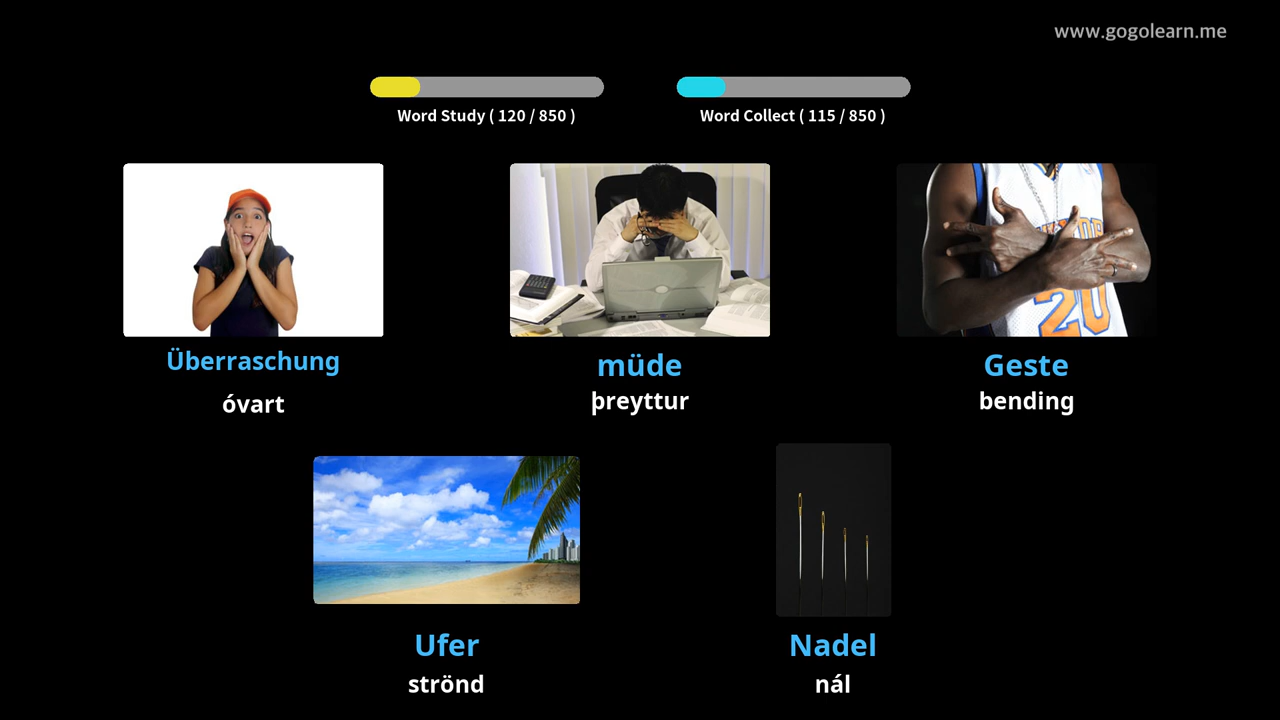 www.gogolearn.me
Word Study ( 120 / 850 )
Word Collect ( 115 / 850 )
Überraschung
óvart
müde
þreyttur
Geste
bending
20
Ufer
strönd
Nadel
nál